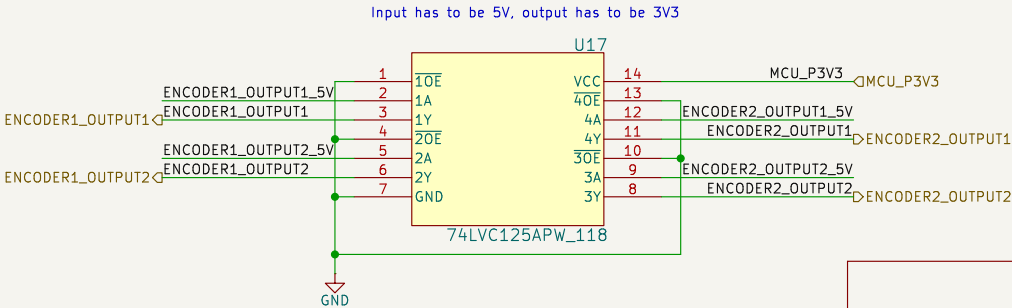 Input has to be 5V, output has to be 3V3
U17
1 1OE VCC 14 MCU_P3V3 MCU_P3V3
ENCODER1_OUTPUT1_5V 2 1A 4OE 13
ENCODER1_OUTPUT1 ENCODER1_OUTPUT1 3 1Y 4A 12 ENCODER2_OUTPUT1_5V
4 2OE 4Y 11 ENCODER2_OUTPUT1 ENCODER2_OUTPUT1
ENCODER1_OUTPUT2_5V 5 2A 3OE 10
ENCODER1_OUTPUT2 ENCODER1_OUTPUT2 6 2Y 3A 9 ENCODER2_OUTPUT2_5V
7 GND 3Y 8 ENCODER2_OUTPUT2 ENCODER2_OUTPUT2
74LVC125APW_118
GND